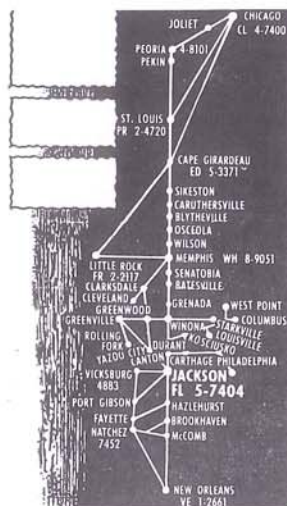 CHICAGO
CL 4-7400
JOLIET
PEORIA 4-8101
PEKIN
ST. LOUIS
PR 2-4720
CAPE GIRARDEAU
ED 5-3371
SIKESTON
CARUTHERSVILLE
BLYTHEVILLE
OSCEOLA
WILSON
MEMPHIS WH 8-9051
LITTLE ROCK
FR 2-2117
SENATOBIA
CLARKSDALE
BATESVILLE
CLEVELAND
GREENWOOD
GRENADA
WEST POINT
GREENVILLE
COLUMBUS
WINONA
STARKVILLE
LOUISVILLE
KOSCIUSKO
ROLLING
FORK
DURANT
YAZOO CITY
CANTON
CARTHAGE PHILADELPHIA
VICKSBURG
4883
JACKSON
FL 5-7404
PORT GIBSON
HAZLEHURST
FAYETTE
BROOKHAVEN
NATCHEZ
7452
McCOMB
NEW ORLEANS
VE 1-2661